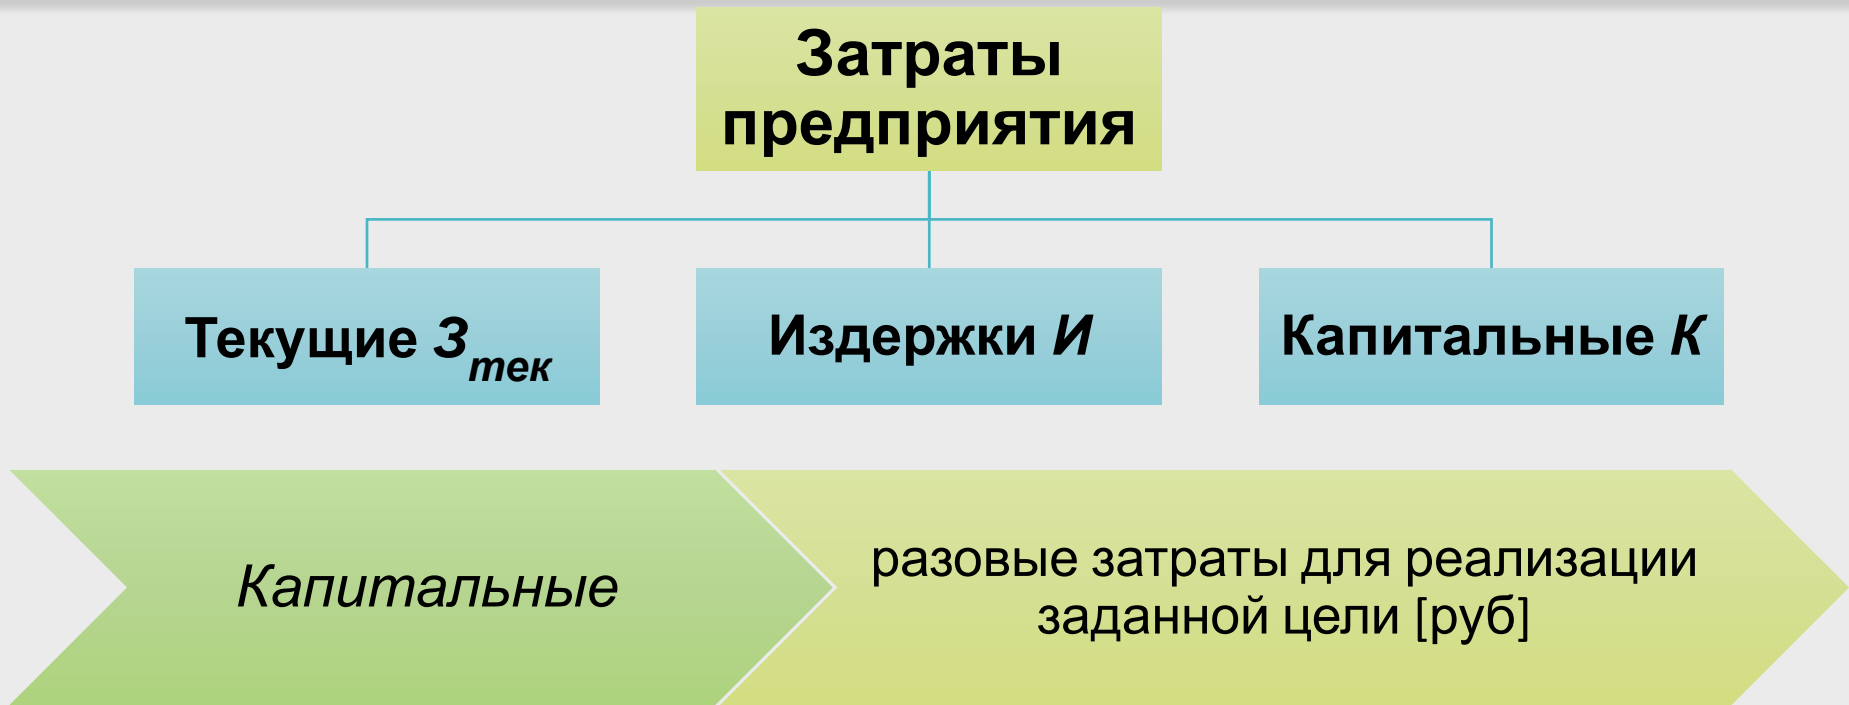 Затраты
предприятия
Текущие Зтек
Издержки И
Капитальные К
Капитальные
разовые затраты для реализации
заданной цели [руб]